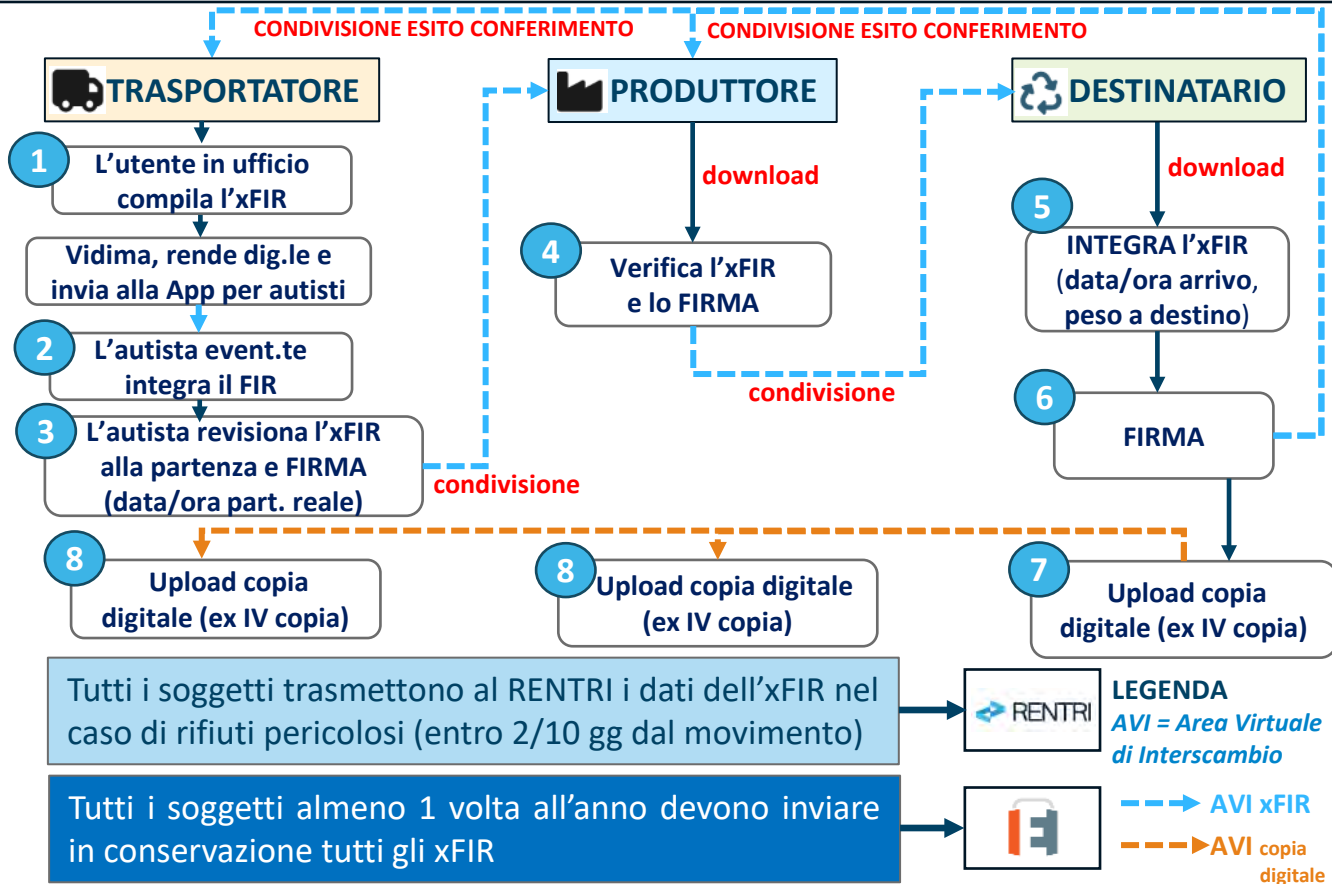 CONDIVISIONE ESITO CONFERIMENTO
CONDIVISIONE ESITO CONFERIMENTO
TRASPORTATORE
PRODUTTORE
DESTINATARIO
1
L'utente in ufficio
compila l'xFIR
Vidima, rende dig.le e
invia alla App per autisti
2
L'autista event.te
integra il FIR
3
L'autista revisiona l'xFIR
alla partenza e FIRMA
(data/ora part. reale)
condivisione
download
4
Verifica l'xFIR
e lo FIRMA
condivisione
download
5
INTEGRA l'xFIR
(data/ora arrivo,
peso a destino)
6
FIRMA
8
Upload copia
digitale (ex IV copia)
8
Upload copia digitale
(ex IV copia)
7
Upload copia
digitale (ex IV copia)
Tutti i soggetti trasmettono al RENTRI i dati dell'xFIR nel
caso di rifiuti pericolosi (entro 2/10 gg dal movimento)
RENTRI
LEGENDA
AVI = Area Virtuale
di Interscambio
Tutti i soggetti almeno 1 volta all'anno devono inviare
in conservazione tutti gli xFIR
AVI xFIR
AVI copia
digitale